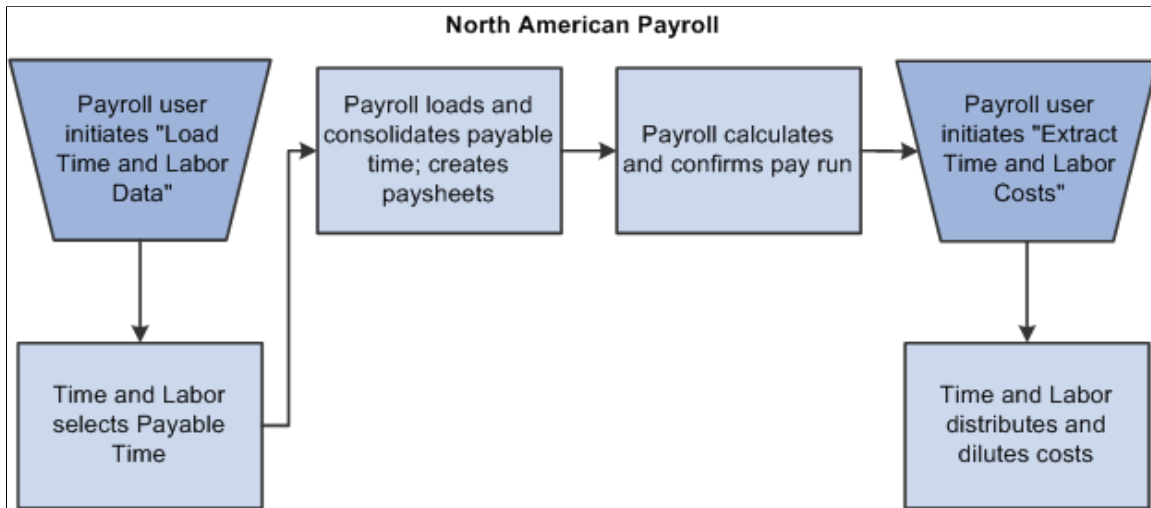 North American Payroll
Payroll user
initiates "Load
Time and Labor
Data"
Time and Labor
selects Payable
Time
Payroll loads and
consolidates payable
time; creates
paysheets
Payroll calculates
and confirms pay run
Payroll user
initiates "Extract
Time and Labor
Costs"
Time and Labor
distributes and
dilutes costs